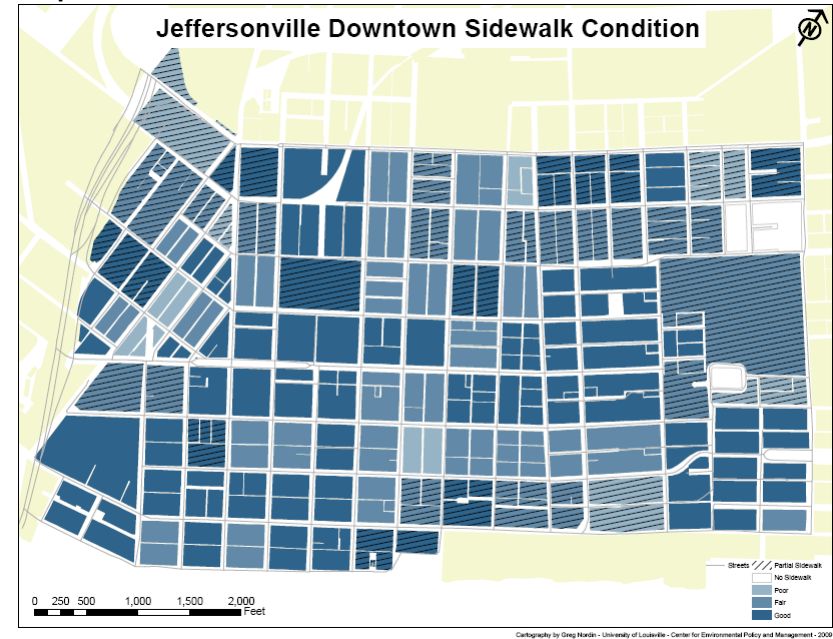 Jeffersonville Downtown Sidewalk Condition
N
Streets
Partial Sidewalk
No Sidewalk
Poor
Fair
Good
0 250 500 1,000 1,500 2,000
Feet
Cartography by Greg Nordin - University of Louisville - Center for Environmental Policy and Management - 2009